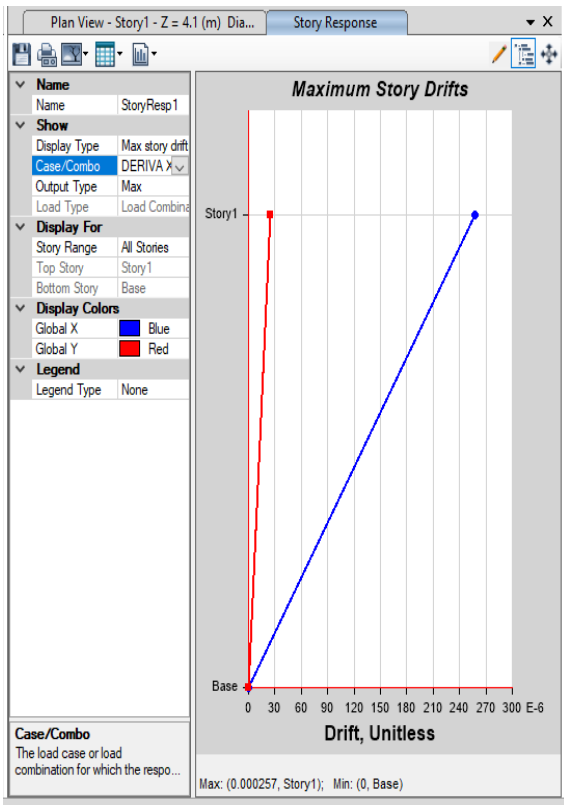 Plan View - Story1 - Z = 4.1 (m) Dia...
Story Response
Name
Name StoryResp1
Show
Display Type Max story drift
Case/Combo DERIVA X
Output Type Max
Load Type Load Combina
Display For
Story Range All Stories
Top Story Story1
Bottom Story Base
Display Colors
Global X Blue
Global Y Red
Legend
Legend Type None
Case/Combo
The load case or load
combination for which the respo...
Maximum Story Drifts
Story1
Base
0 30 60 90 120 150 180 210 240 270 300 E-6
Drift, Unitless
Max: (0.000257, Story1); Min: (0, Base)